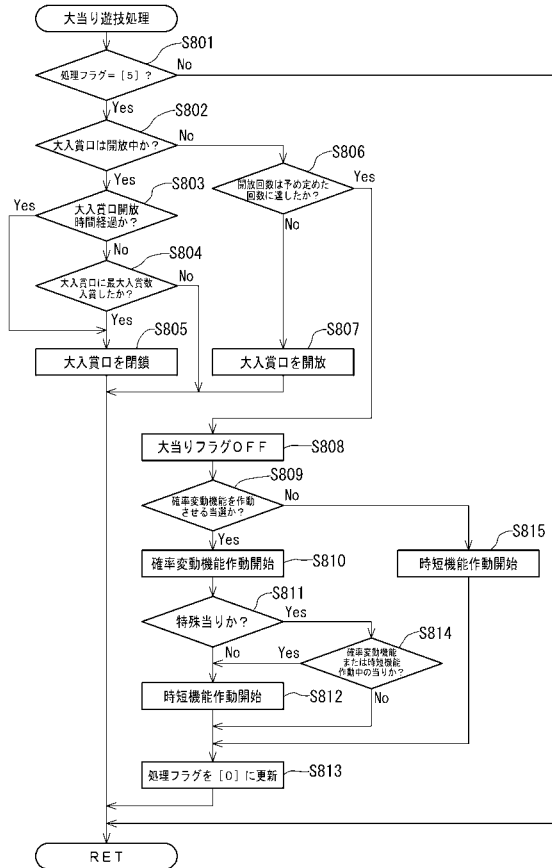 大当り遊技処理
S801
処理フラグ=[5]?
No
Yes
S802
大入賞口は開放中か?
No
Yes
S806
開放回数は予め定めた
回数に達したか?
Yes
No
S803
大入賞口開放
時間経過か?
Yes
No
S804
大入賞口に最大入賞数
入賞したか?
No
Yes
S805
大入賞口を閉鎖
S807
大入賞口を開放
大当りフラグOFF
S808
S809
確率変動機能を作動
させる当選か?
No
Yes
S815
時短機能作動開始
確率変動機能作動開始
S810
S811
特殊当りか?
Yes
No
S814
確率変動機能
または時短機能
作動中の当りか?
Yes
No
時短機能作動開始
S812
処理フラグを[0]に更新
S813
RET